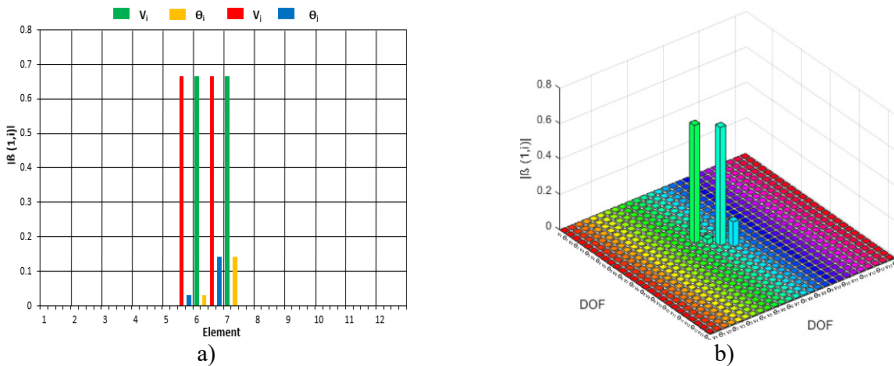 Vᵢ θᵢ Vⱼ θⱼ
0.8
0.7
0.6
0.5
0.4
0.3
0.2
0.1
0
|ß (1,i)|
1 2 3 4 5 6 7 8 9 10 11 12
Element
a)
0.8
0.6
0.4
0.2
0
|ß (1,i)|
DOF
DOF
b)